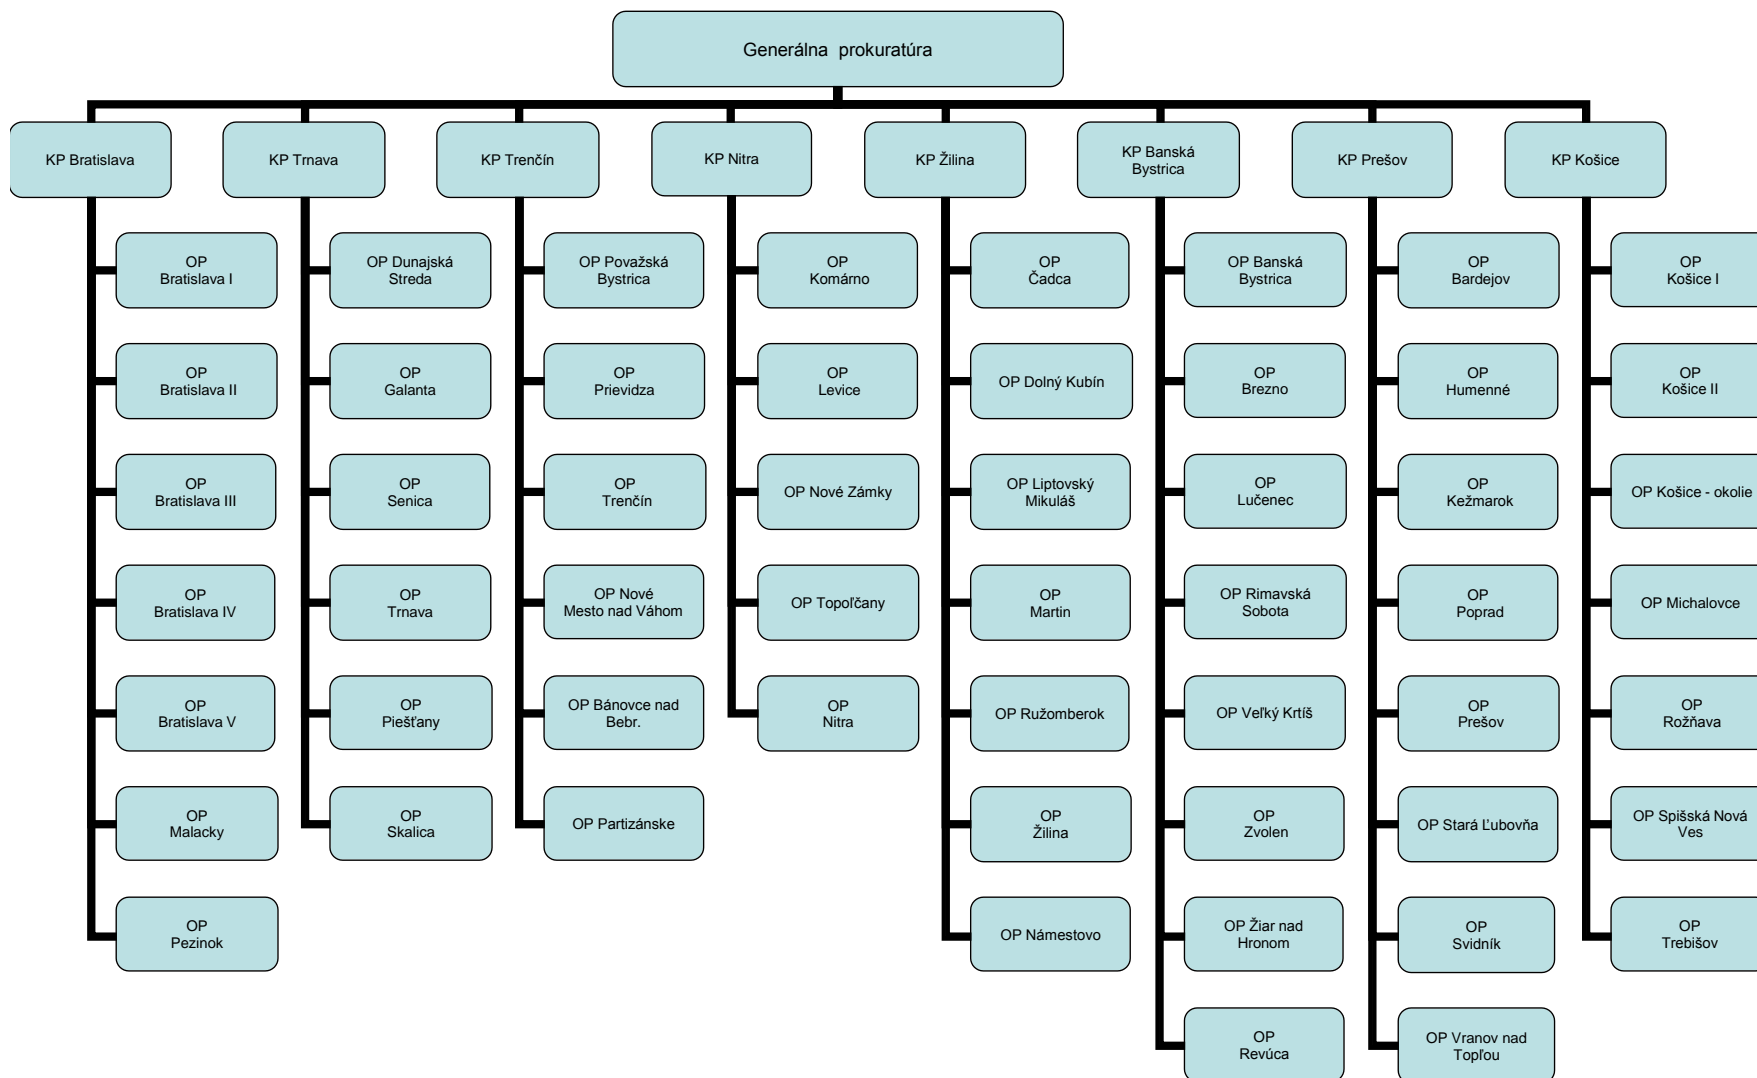 Generálna prokuratúra
KP Bratislava
KP Trnava
KP Trenčín
KP Nitra
KP Žilina
KP Banská
Bystrica
KP Prešov
KP Košice
OP
Bratislava I
OP
Bratislava II
OP
Bratislava III
OP
Bratislava IV
OP
Bratislava V
OP
Malacky
OP
Pezinok
OP Dunajská
Streda
OP
Galanta
OP
Senica
OP
Trnava
OP
Piešťany
OP
Skalica
OP Považská
Bystrica
OP
Prievidza
OP
Trenčín
OP Nové
Mesto nad Váhom
OP Bánovce nad
Bebr.
OP Partizánske
OP
Komárno
OP
Levice
OP Nové Zámky
OP Topoľčany
OP
Nitra
OP
Čadca
OP Dolný Kubín
OP Liptovský
Mikuláš
OP
Martin
OP Ružomberok
OP
Žilina
OP Námestovo
OP Banská
Bystrica
OP
Brezno
OP
Lučenec
OP Rimavská
Sobota
OP Veľký Krtíš
OP
Zvolen
OP Žiar nad
Hronom
OP
Revúca
OP
Bardejov
OP
Humenné
OP
Kežmarok
OP
Poprad
OP
Prešov
OP Stará Ľubovňa
OP
Svidník
OP Vranov nad
Topľou
OP
Košice I
OP
Košice II
OP Košice - okolie
OP Michalovce
OP
Rožňava
OP Spišská Nová
Ves
OP
Trebišov